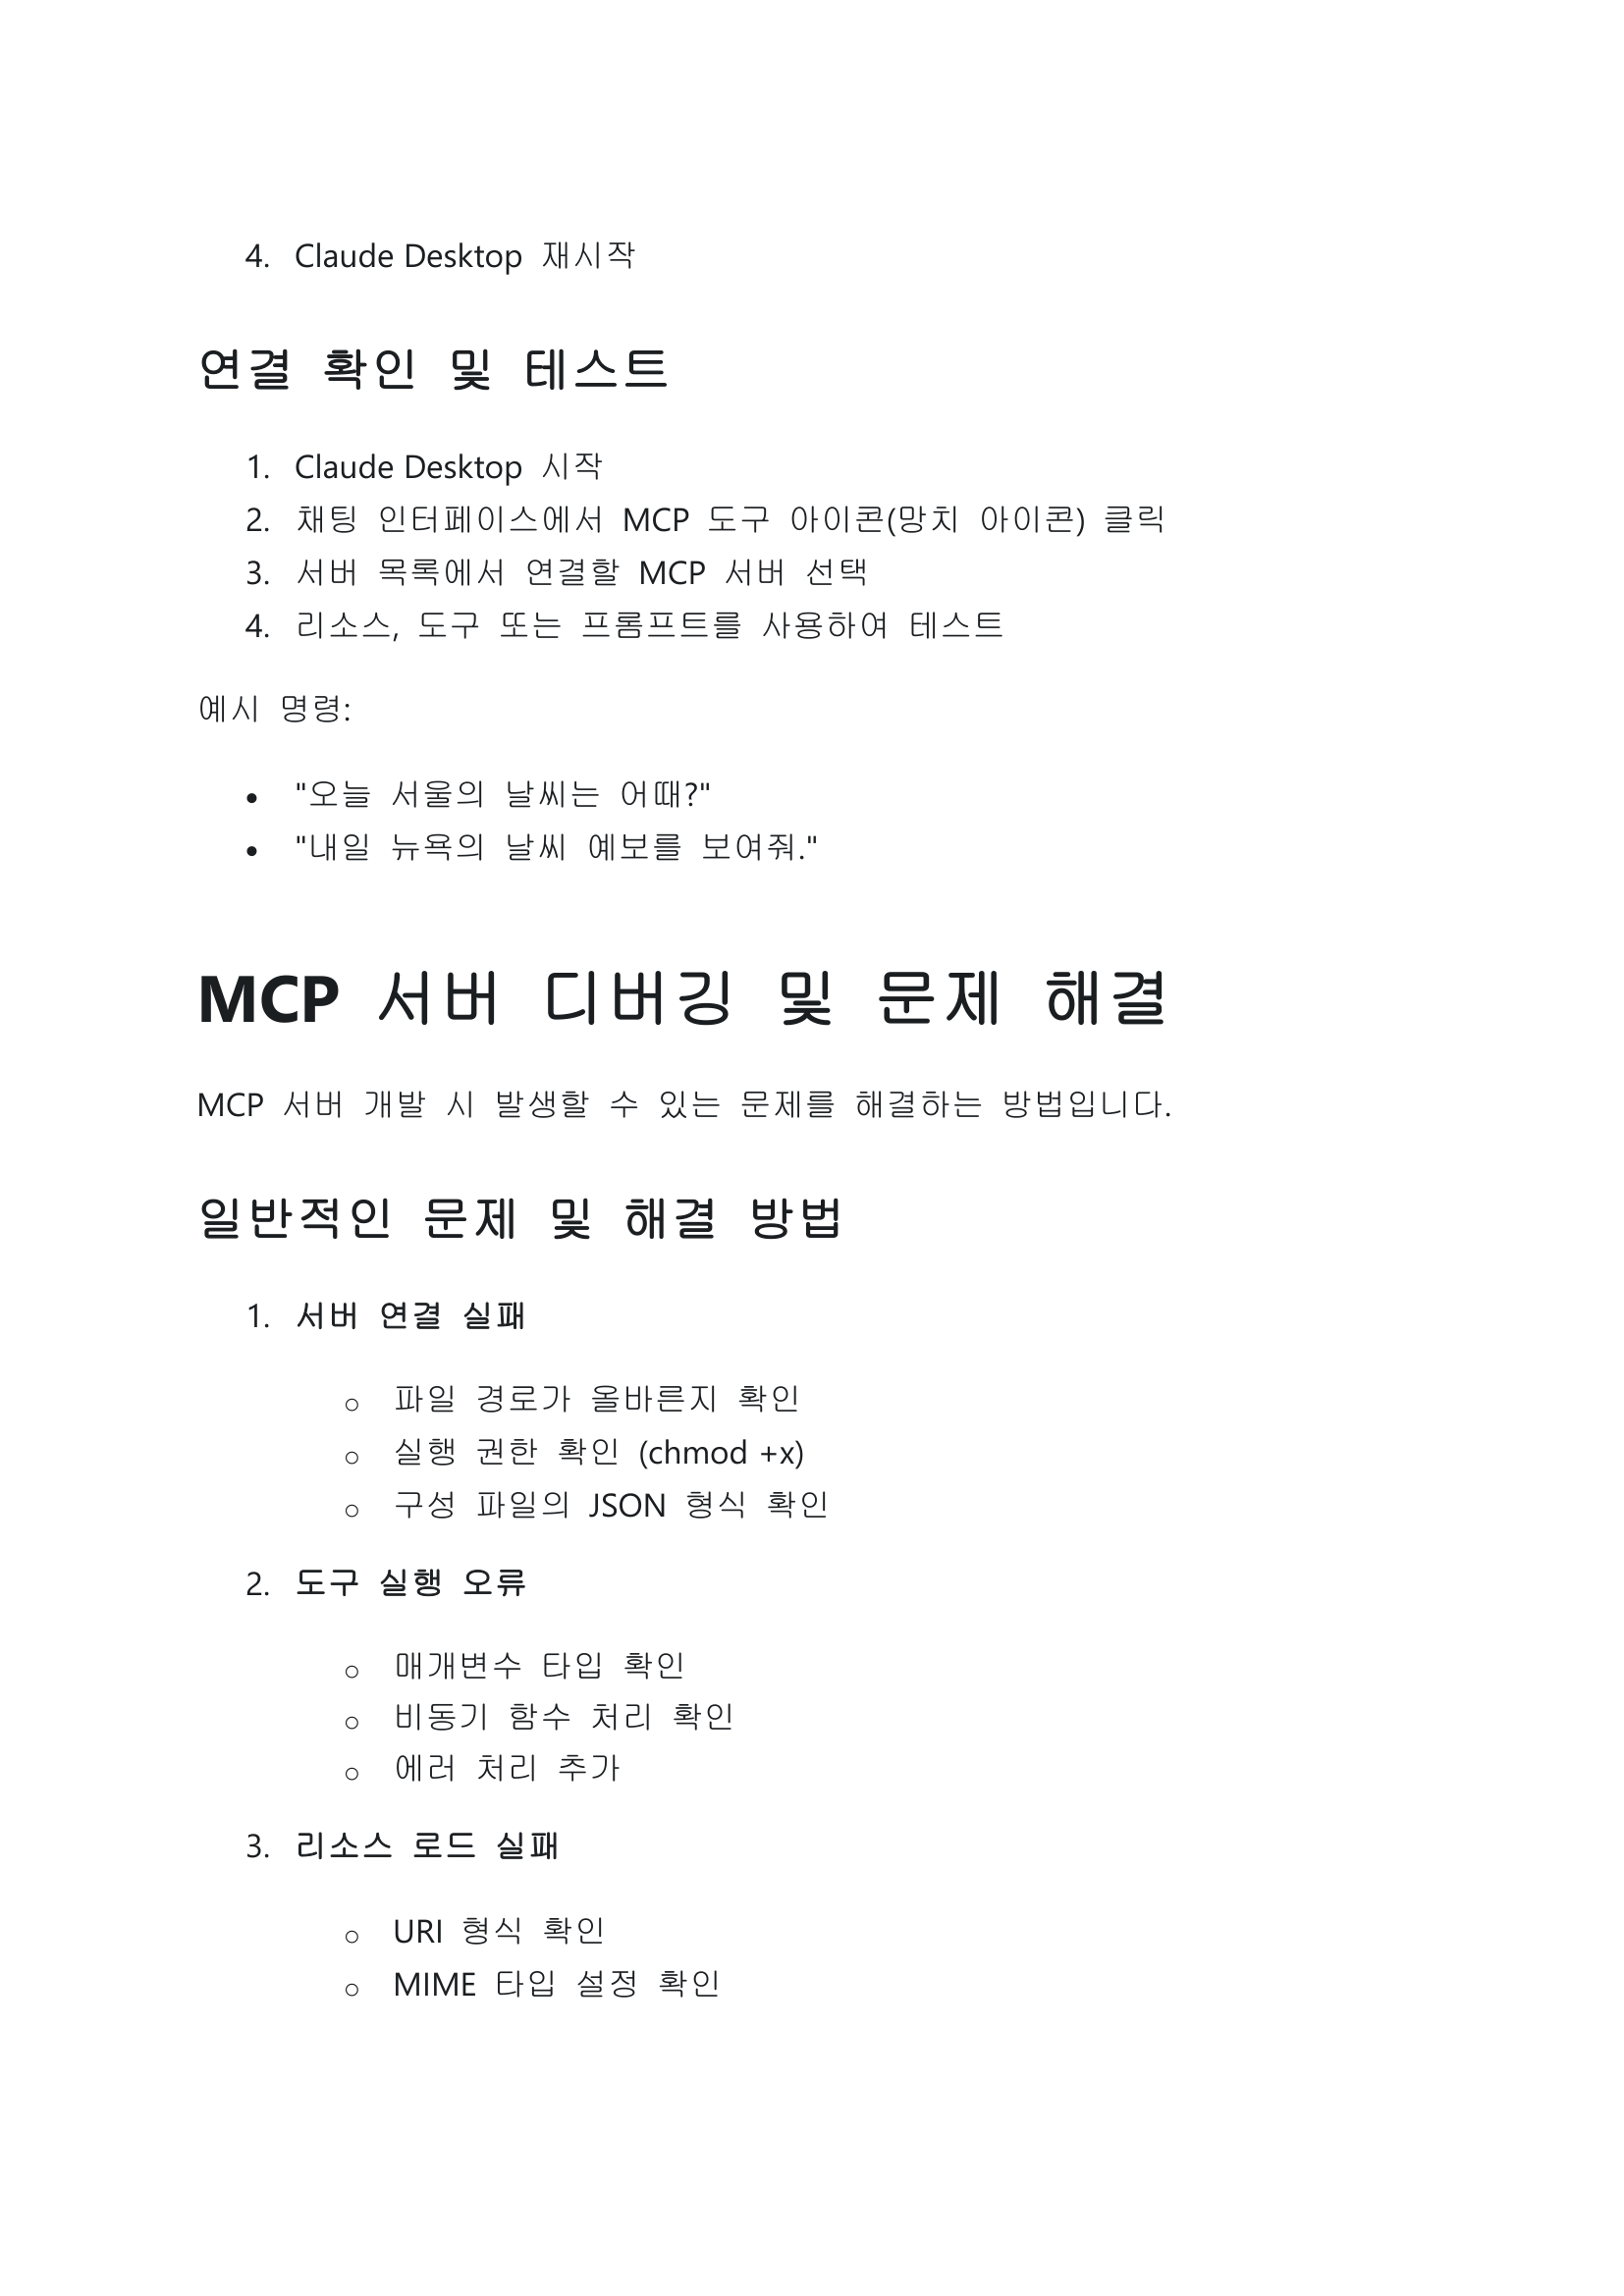 4. Claude Desktop 재시작
연결 확인 및 테스트
1. Claude Desktop 시작
2. 채팅 인터페이스에서 MCP 도구 아이콘(망치 아이콘) 클릭
3. 서버 목록에서 연결할 MCP 서버 선택
4. 리소스, 도구 또는 프롬프트를 사용하여 테스트
예시 명령:
• "오늘 서울의 날씨는 어때?"
• "내일 뉴욕의 날씨 예보를 보여줘."
MCP 서버 디버깅 및 문제 해결
MCP 서버 개발 시 발생할 수 있는 문제를 해결하는 방법입니다.
일반적인 문제 및 해결 방법
1. 서버 연결 실패
○ 파일 경로가 올바른지 확인
○ 실행 권한 확인 (chmod +x)
○ 구성 파일의 JSON 형식 확인
2. 도구 실행 오류
○ 매개변수 타입 확인
○ 비동기 함수 처리 확인
○ 에러 처리 추가
3. 리소스 로드 실패
○ URI 형식 확인
○ MIME 타입 설정 확인